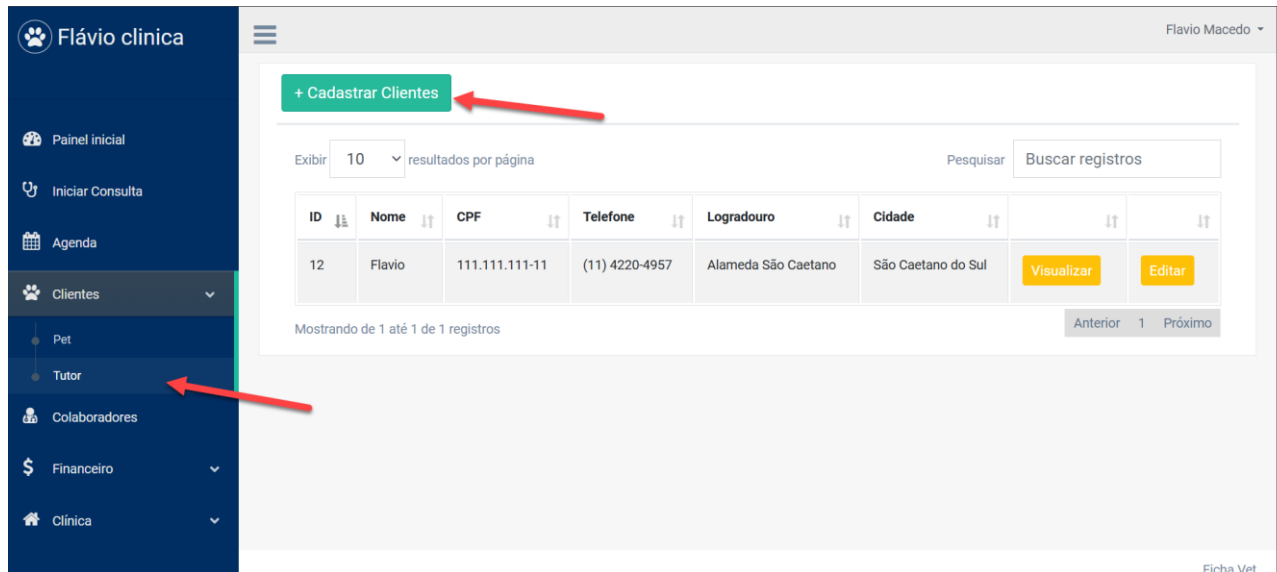 Flávio clinica
Flavio Macedo
+ Cadastrar Clientes
Painel inicial
Iniciar Consulta
Agenda
Clientes
Pet
Tutor
Colaboradores
Financeiro
Clínica
Exibir 10 resultados por página
Pesquisar Buscar registros
ID Nome CPF Telefone Logradouro Cidade
12 Flavio 111.111.111-11 (11) 4220-4957 Alameda São Caetano São Caetano do Sul Visualizar Editar
Mostrando de 1 até 1 de 1 registros
Anterior 1 Próximo
Ficha Vet